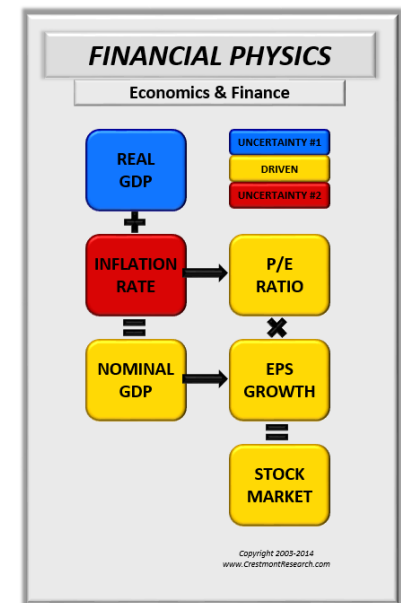 FINANCIAL PHYSICS
Economics & Finance
REAL
GDP
UNCERTAINTY #1
DRIVEN
UNCERTAINTY #2
+
INFLATION
RATE
P/E
RATIO
=
×
NOMINAL
GDP
EPS
GROWTH
=
STOCK
MARKET
Copyright 2003-2014
www.CrestmontResearch.com